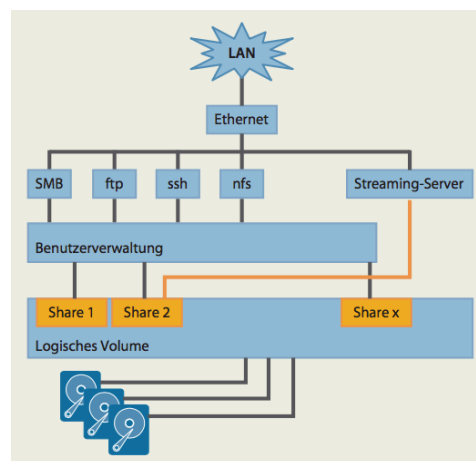 LAN
Ethernet
SMB ftp ssh nfs Streaming-Server
Benutzerverwaltung
Share 1 Share 2 Share x
Logisches Volume